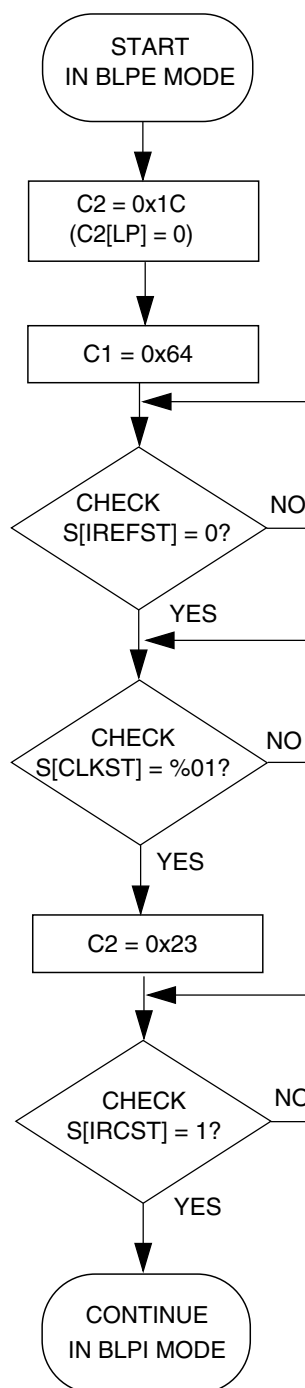 START
IN BLPE MODE
C2 = 0x1C
(C2[LP] = 0)
C1 = 0x64
CHECK
S[IREFST] = 0?
NO
YES
CHECK
S[CLKST] = %01?
NO
YES
C2 = 0x23
CHECK
S[IRCST] = 1?
NO
YES
CONTINUE
IN BLPI MODE